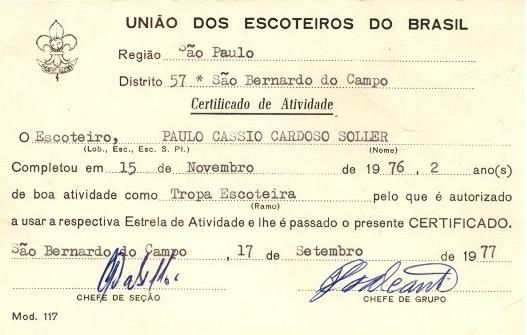 UNIÃO DOS ESCOTEIROS DO BRASIL
Região São Paulo
Distrito 57 * São Bernardo do Campo
Certificado de Atividade
O Escoteiro, PAULO CASSIO CARDOSO SOLLER
(Lob., Esc., Esc. S. Pl.) (Nome)
Completou em 15 de Novembro de 1976, 2 ano(s)
de boa atividade como Tropa Escoteira pelo que é autorizado
(Ramo)
a usar a respectiva Estrela de Atividade e lhe é passado o presente CERTIFICADO.
São Bernardo do Campo, 17 de Setembro de 1977
CHEFE DE SEÇÃO CHEFE DE GRUPO
Mod. 117